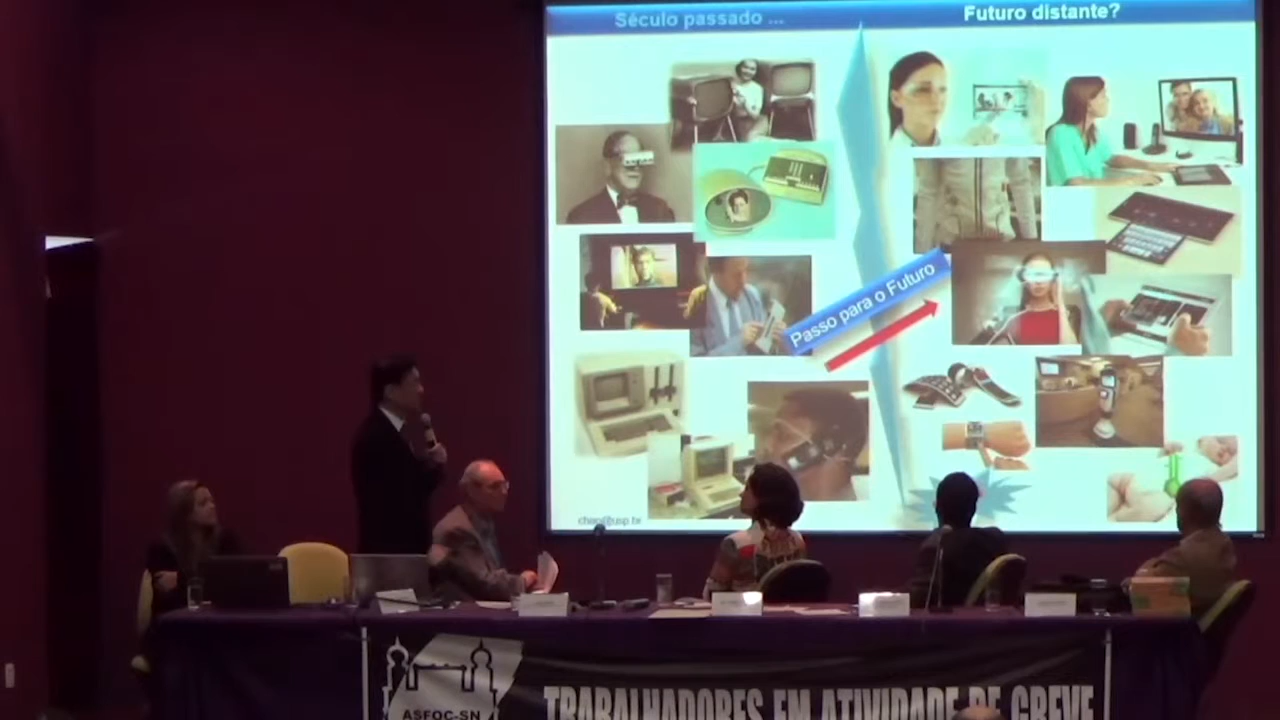 Século passado ...
Futuro distante?
Passo para o Futuro
ASFOC-SN
TRABALHADORES EM ATIVIDADE DE GREVE